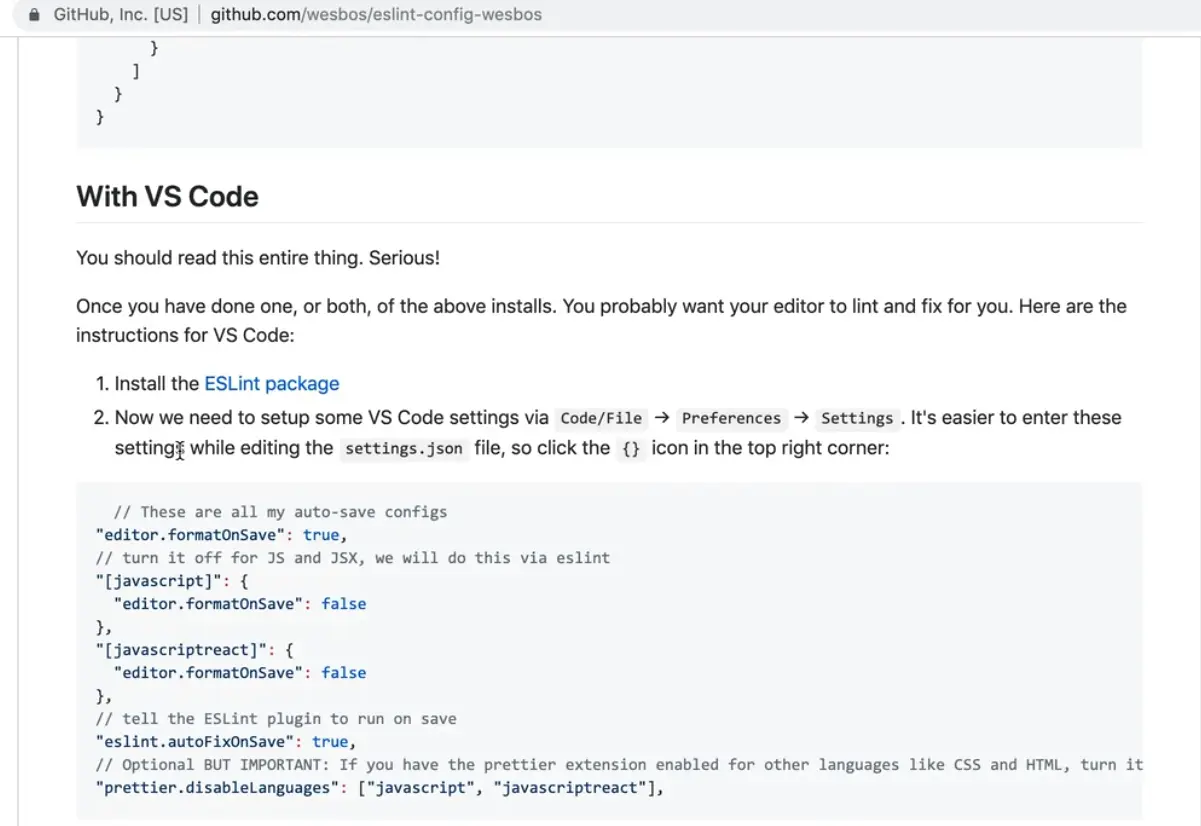 GitHub, Inc. [US] | github.com/wesbos/eslint-config-wesbos
}
]
}
}
With VS Code
You should read this entire thing. Serious!
Once you have done one, or both, of the above installs. You probably want your editor to lint and fix for you. Here are the
instructions for VS Code:
1. Install the ESLint package
2. Now we need to setup some VS Code settings via Code/File → Preferences → Settings. It's easier to enter these
settings while editing the settings.json file, so click the {} icon in the top right corner:
// These are all my auto-save configs
"editor.formatOnSave": true,
// turn it off for JS and JSX, we will do this via eslint
"[javascript]": {
"editor.formatOnSave": false
},
"[javascriptreact]": {
"editor.formatOnSave": false
},
// tell the ESLint plugin to run on save
"eslint.autoFixOnSave": true,
// Optional BUT IMPORTANT: If you have the prettier extension enabled for other languages like CSS and HTML, turn it
"prettier.disableLanguages": ["javascript", "javascriptreact"],